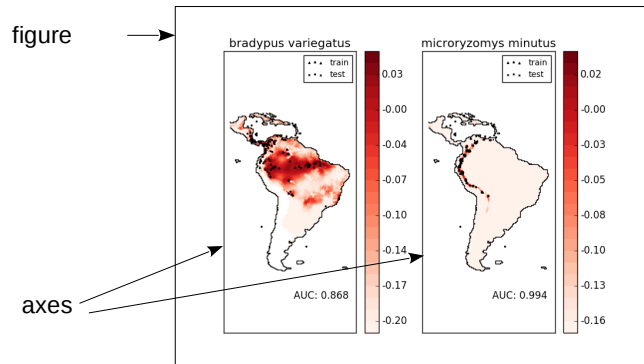 figure
bradypus variegatus
microryzomys minutus
train
test
train
test
0.03
-0.00
-0.04
-0.07
-0.10
-0.14
-0.17
-0.20
0.02
-0.00
-0.03
-0.05
-0.08
-0.10
-0.13
-0.16
axes
AUC: 0.868
AUC: 0.994